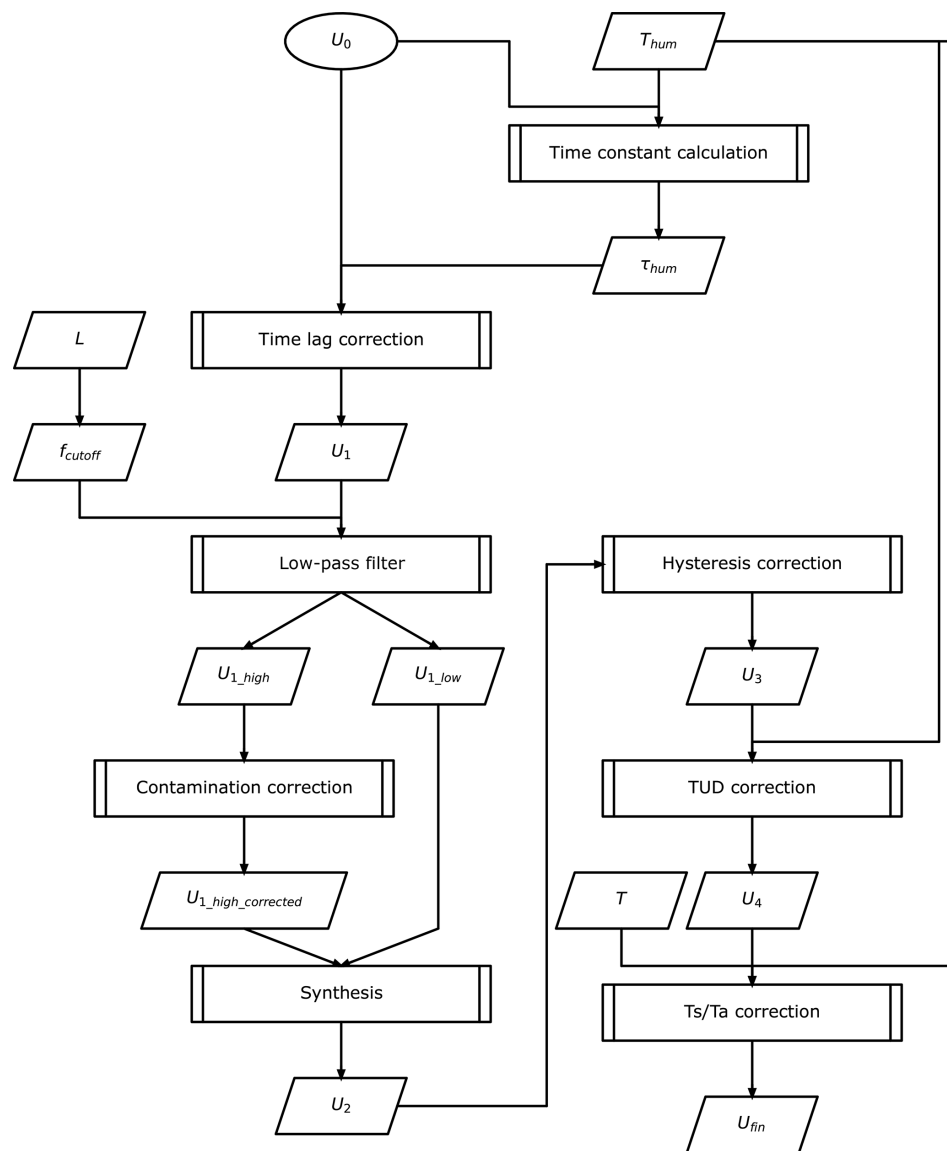 U0
Thum
Time constant calculation
τhum
L
Time lag correction
fcutoff
U1
Low-pass filter
Hysteresis correction
U1_high
U1_low
U3
Contamination correction
TUD correction
U1_high_corrected
T
U4
Synthesis
Ts/Ta correction
U2
Ufin